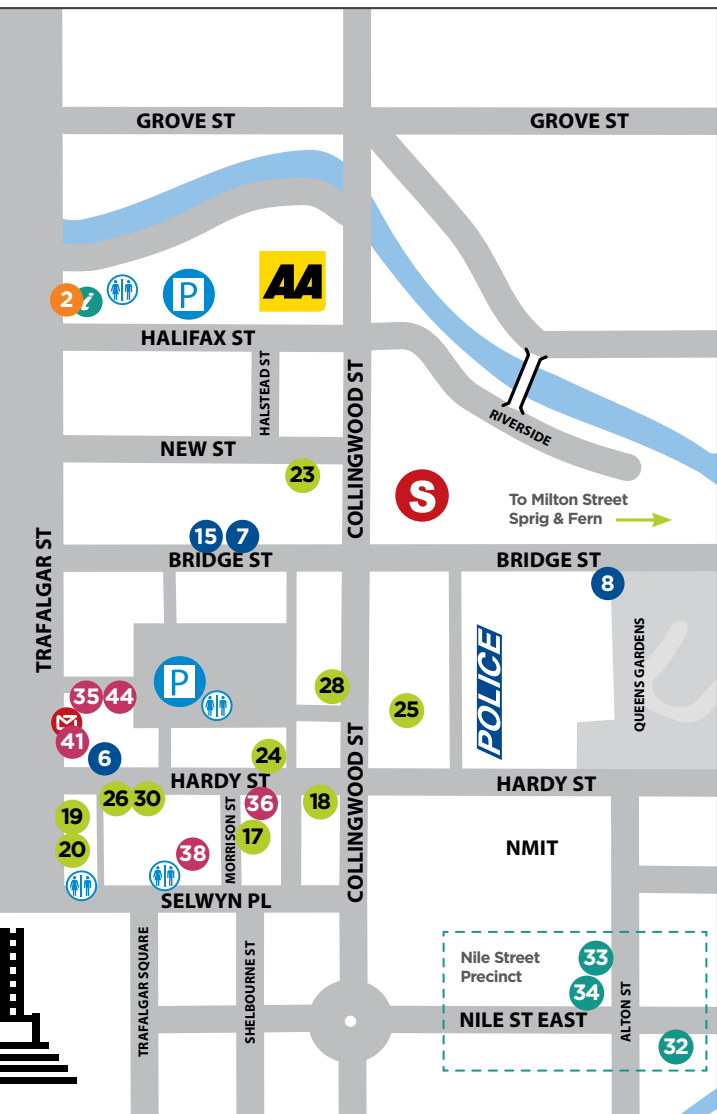 GROVE ST
GROVE ST
2
i
P
AA
HALIFAX ST
HALSTEAD ST
COLLINGWOOD ST
RIVERSIDE
NEW ST
23
S
To Milton Street
Sprig & Fern
15
7
BRIDGE ST
BRIDGE ST
TRAFALGAR ST
8
QUEENS GARDENS
POLICE
P
35
44
28
25
41
6
24
HARDY ST
HARDY ST
COLLINGWOOD ST
26
30
36
18
19
17
MORRISON ST
20
38
NMIT
SELWYN PL
TRAFALGAR SQUARE
SHELBOURNE ST
Nile Street
Precinct
33
34
ALTON ST
NILE ST EAST
32